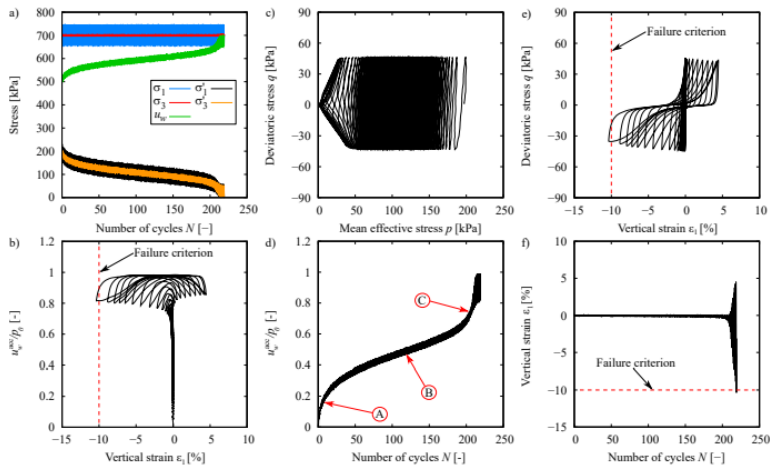 a)
800
700
600
500
400
300
200
100
0
Stress [kPa]
σ1 σ′1
σ3 σ′3
uw
0 50 100 150 200 250
Number of cycles N [−]
c)
90
60
30
0
−30
−60
−90
Deviatoric stress q [kPa]
0 50 100 150 200
Mean effective stress p [kPa]
e)
90
60
30
0
−30
−60
−90
Deviatoric stress q [kPa]
Failure criterion
−15 −10 −5 0 5 10
Vertical strain ε1 [%]
b)
1.2
1
0.8
0.6
0.4
0.2
0
uwacc/p0 [-]
Failure criterion
−15 −10 −5 0 5 10
Vertical strain ε1 [%]
d)
1.2
1
0.8
0.6
0.4
0.2
0
uwacc/p0 [-]
A
B
C
0 50 100 150 200 250
Number of cycles N [-]
f)
10
5
0
−5
−10
−15
Vertical strain ε1 [%]
Failure criterion
0 50 100 150 200 250
Number of cycles N [−]